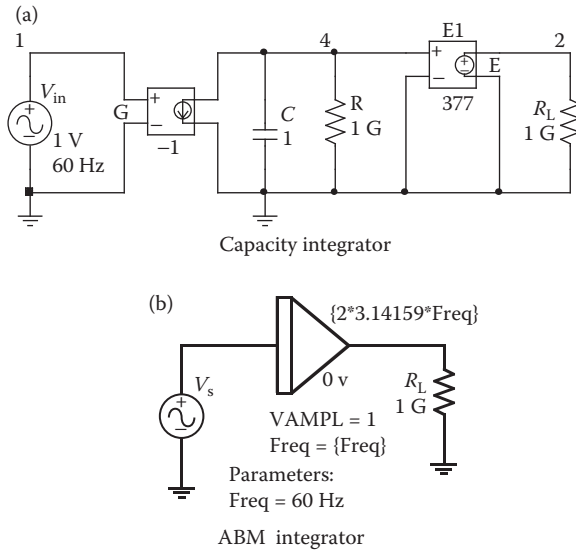 (a)
1
4
E1
2
V_in
G
+
−
+
−
E
C
1
R
1 G
R_L
1 G
1 V
60 Hz
−1
377
Capacity integrator
(b)
{2*3.14159*Freq}
V_s
0 v
R_L
1 G
VAMPL = 1
Freq = {Freq}
Parameters:
Freq = 60 Hz
ABM integrator